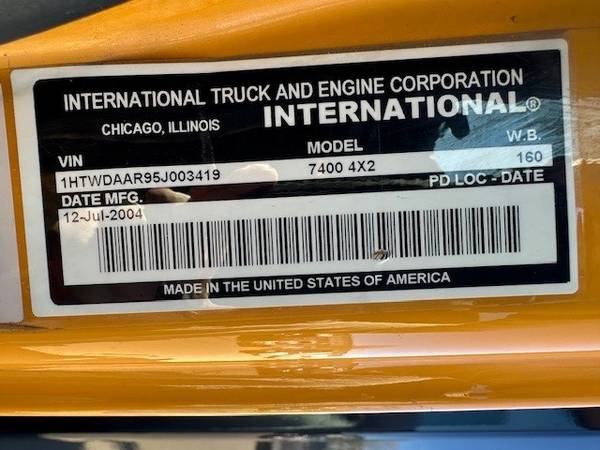 INTERNATIONAL TRUCK AND ENGINE CORPORATION
CHICAGO, ILLINOIS INTERNATIONAL®
VIN MODEL W.B.
1HTWDAAR95J003419 7400 4X2 160
DATE MFG. PD LOC - DATE
12-Jul-2004
MADE IN THE UNITED STATES OF AMERICA